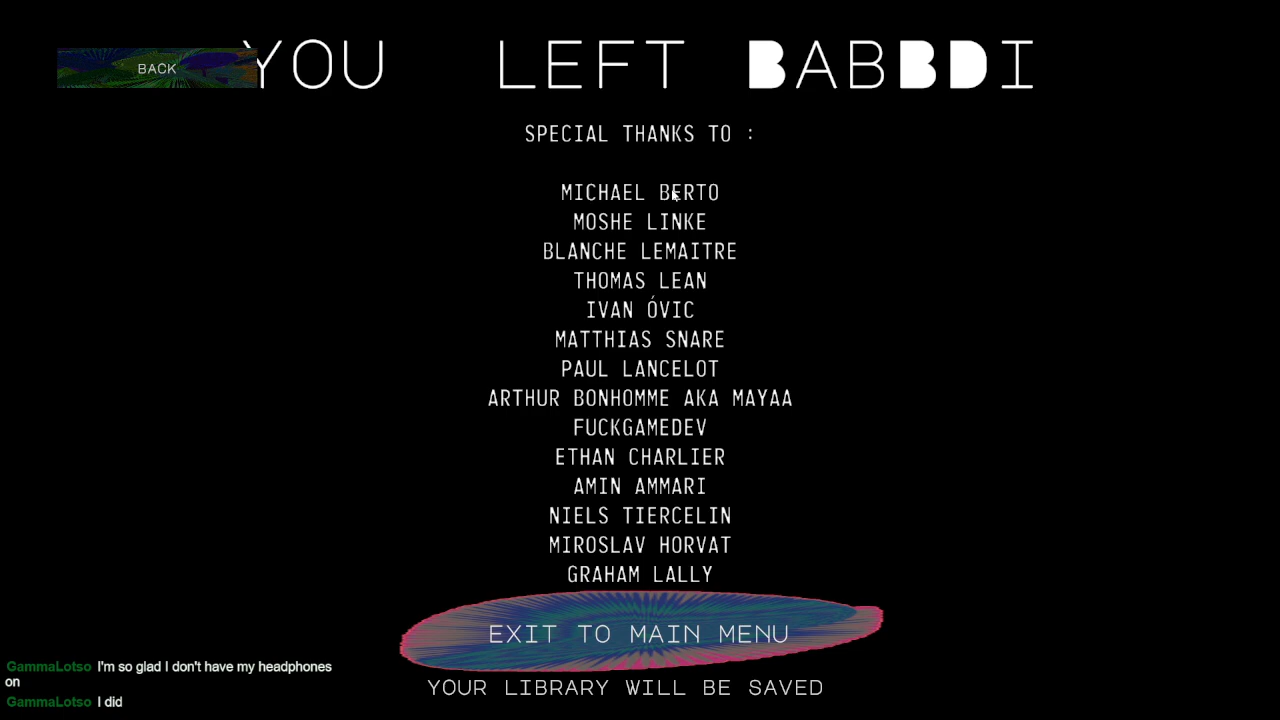 BACK
YOU LEFT BABBDI
SPECIAL THANKS TO :
MICHAEL BERTO
MOSHE LINKE
BLANCHE LEMAITRE
THOMAS LEAN
IVAN ÓVIC
MATTHIAS SNARE
PAUL LANCELOT
ARTHUR BONHOMME AKA MAYAA
FUCKGAMEDEV
ETHAN CHARLIER
AMIN AMMARI
NIELS TIERCELIN
MIROSLAV HORVAT
GRAHAM LALLY
EXIT TO MAIN MENU
YOUR LIBRARY WILL BE SAVED
GammaLotso I'm so glad I don't have my headphones
on
GammaLotso I did